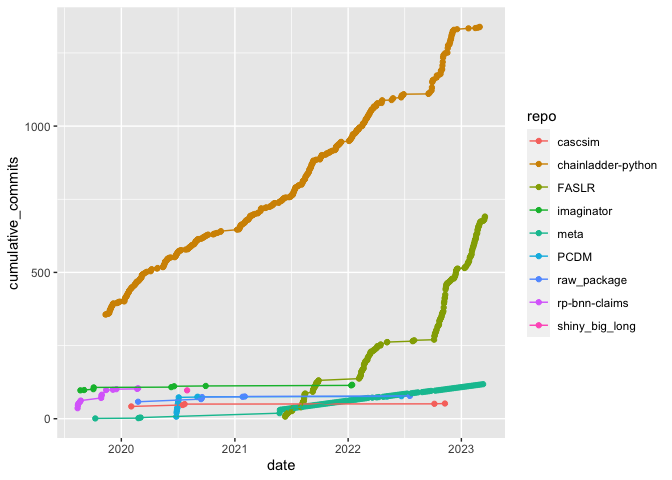 cumulative_commits
1000
500
0
2020
2021
2022
2023
date
repo
cascsim
chainladder-python
FASLR
imaginator
meta
PCDM
raw_package
rp-bnn-claims
shiny_big_long